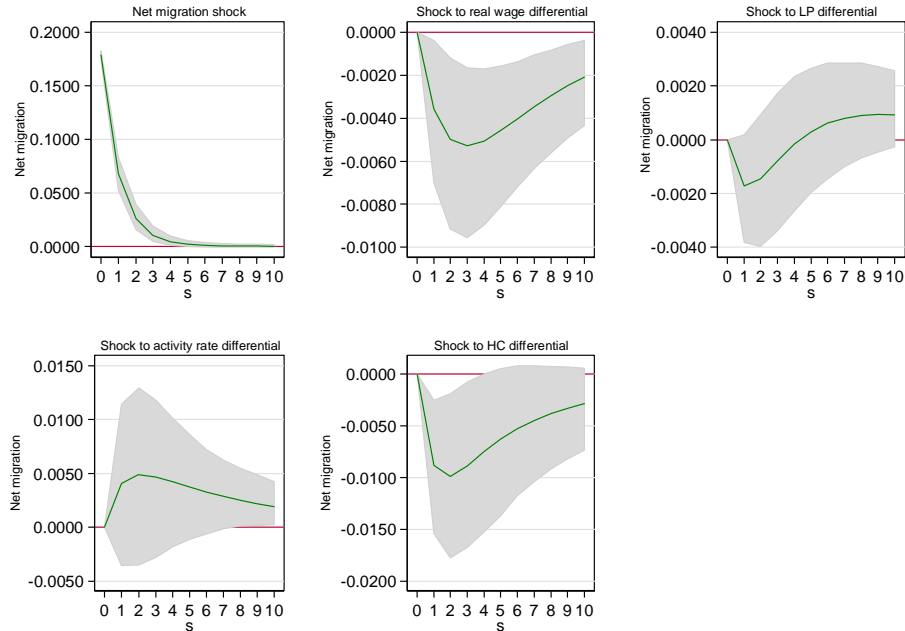 Net migration shock
Net migration
0.2000
0.1500
0.1000
0.0500
0.0000
0 1 2 3 4 5 6 7 8 9 10
s
Shock to real wage differential
Net migration
0.0000
-0.0020
-0.0040
-0.0060
-0.0080
-0.0100
0 1 2 3 4 5 6 7 8 9 10
s
Shock to LP differential
Net migration
0.0040
0.0020
0.0000
-0.0020
-0.0040
0 1 2 3 4 5 6 7 8 9 10
s
Shock to activity rate differential
Net migration
0.0150
0.0100
0.0050
0.0000
-0.0050
0 1 2 3 4 5 6 7 8 9 10
s
Shock to HC differential
Net migration
0.0000
-0.0050
-0.0100
-0.0150
-0.0200
0 1 2 3 4 5 6 7 8 9 10
s